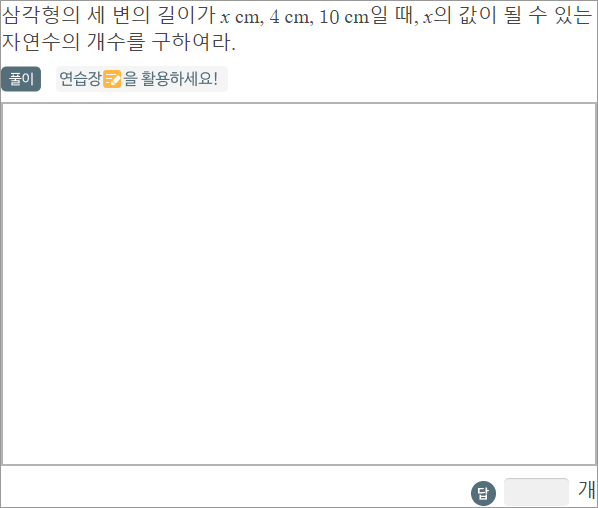 삼각형의 세 변의 길이가 x cm, 4 cm, 10 cm일 때, x의 값이 될 수 있는
자연수의 개수를 구하여라.
풀이 연습장을 활용하세요!
답 개